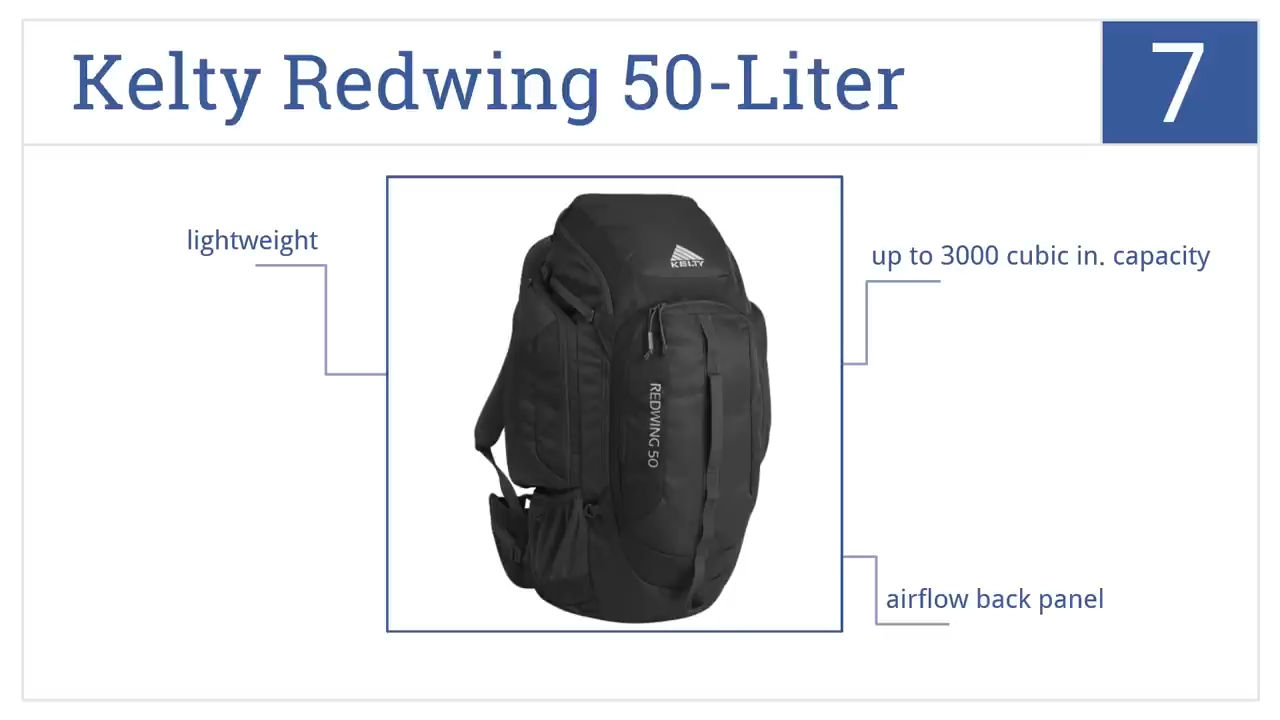 Kelty Redwing 50-Liter
7
lightweight
up to 3000 cubic in. capacity
KELTY
REDWING 50
airflow back panel